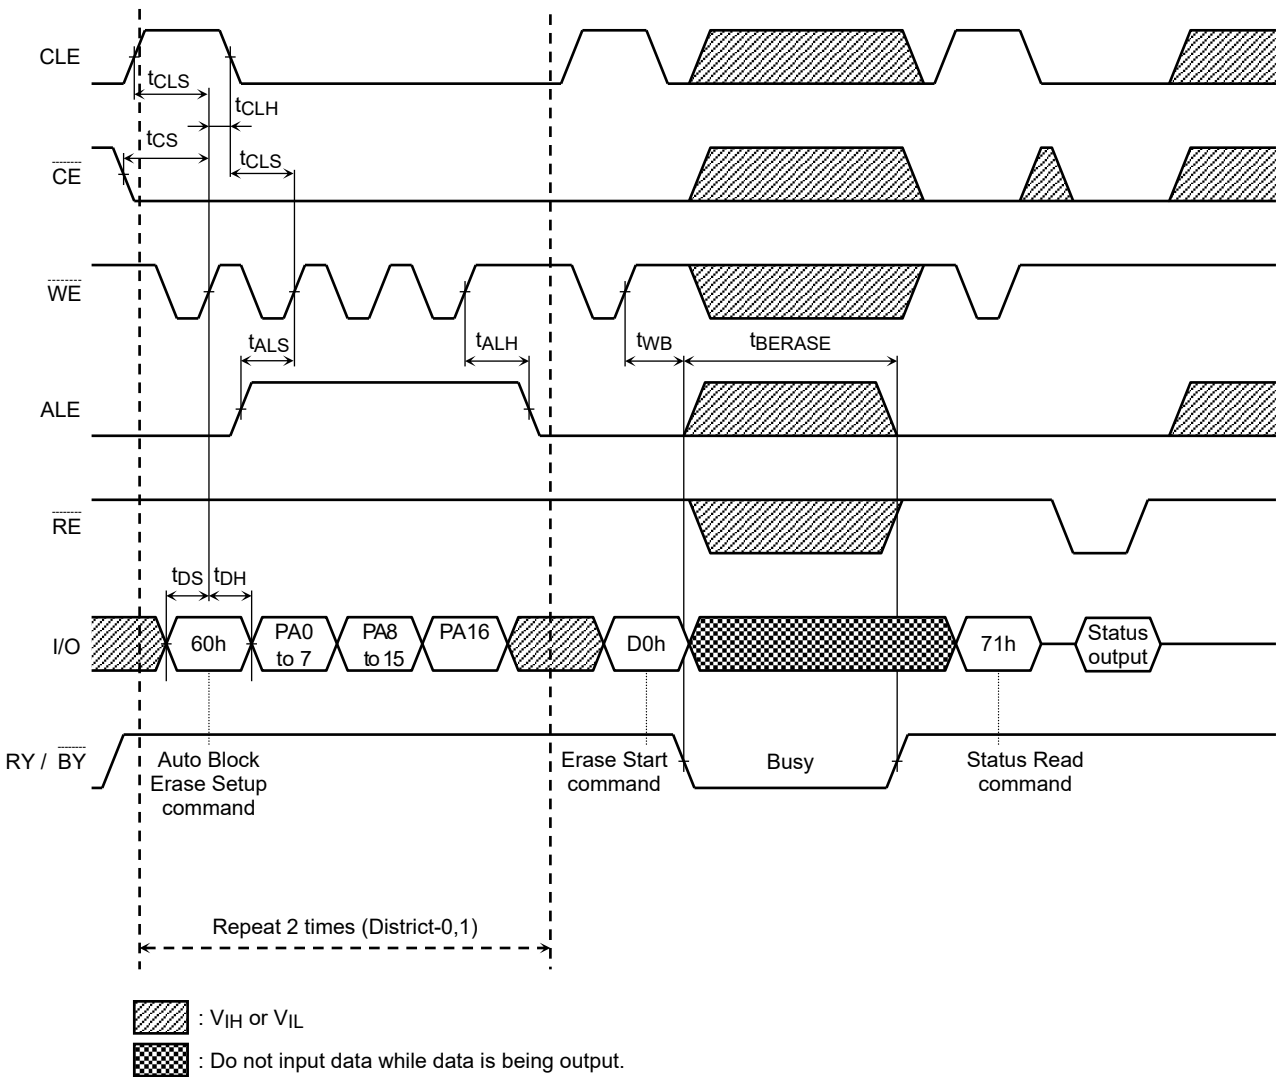 CLE
tCLS
tCLH
tCS
tCLS
CE
WE
tALS
tALH
tWB
tBERASE
ALE
RE
tDS
tDH
I/O
60h
PA0
to 7
PA8
to 15
PA16
D0h
71h
Status
output
RY / BY
Auto Block
Erase Setup
command
Erase Start
command
Busy
Status Read
command
Repeat 2 times (District-0,1)
: VIH or VIL
: Do not input data while data is being output.